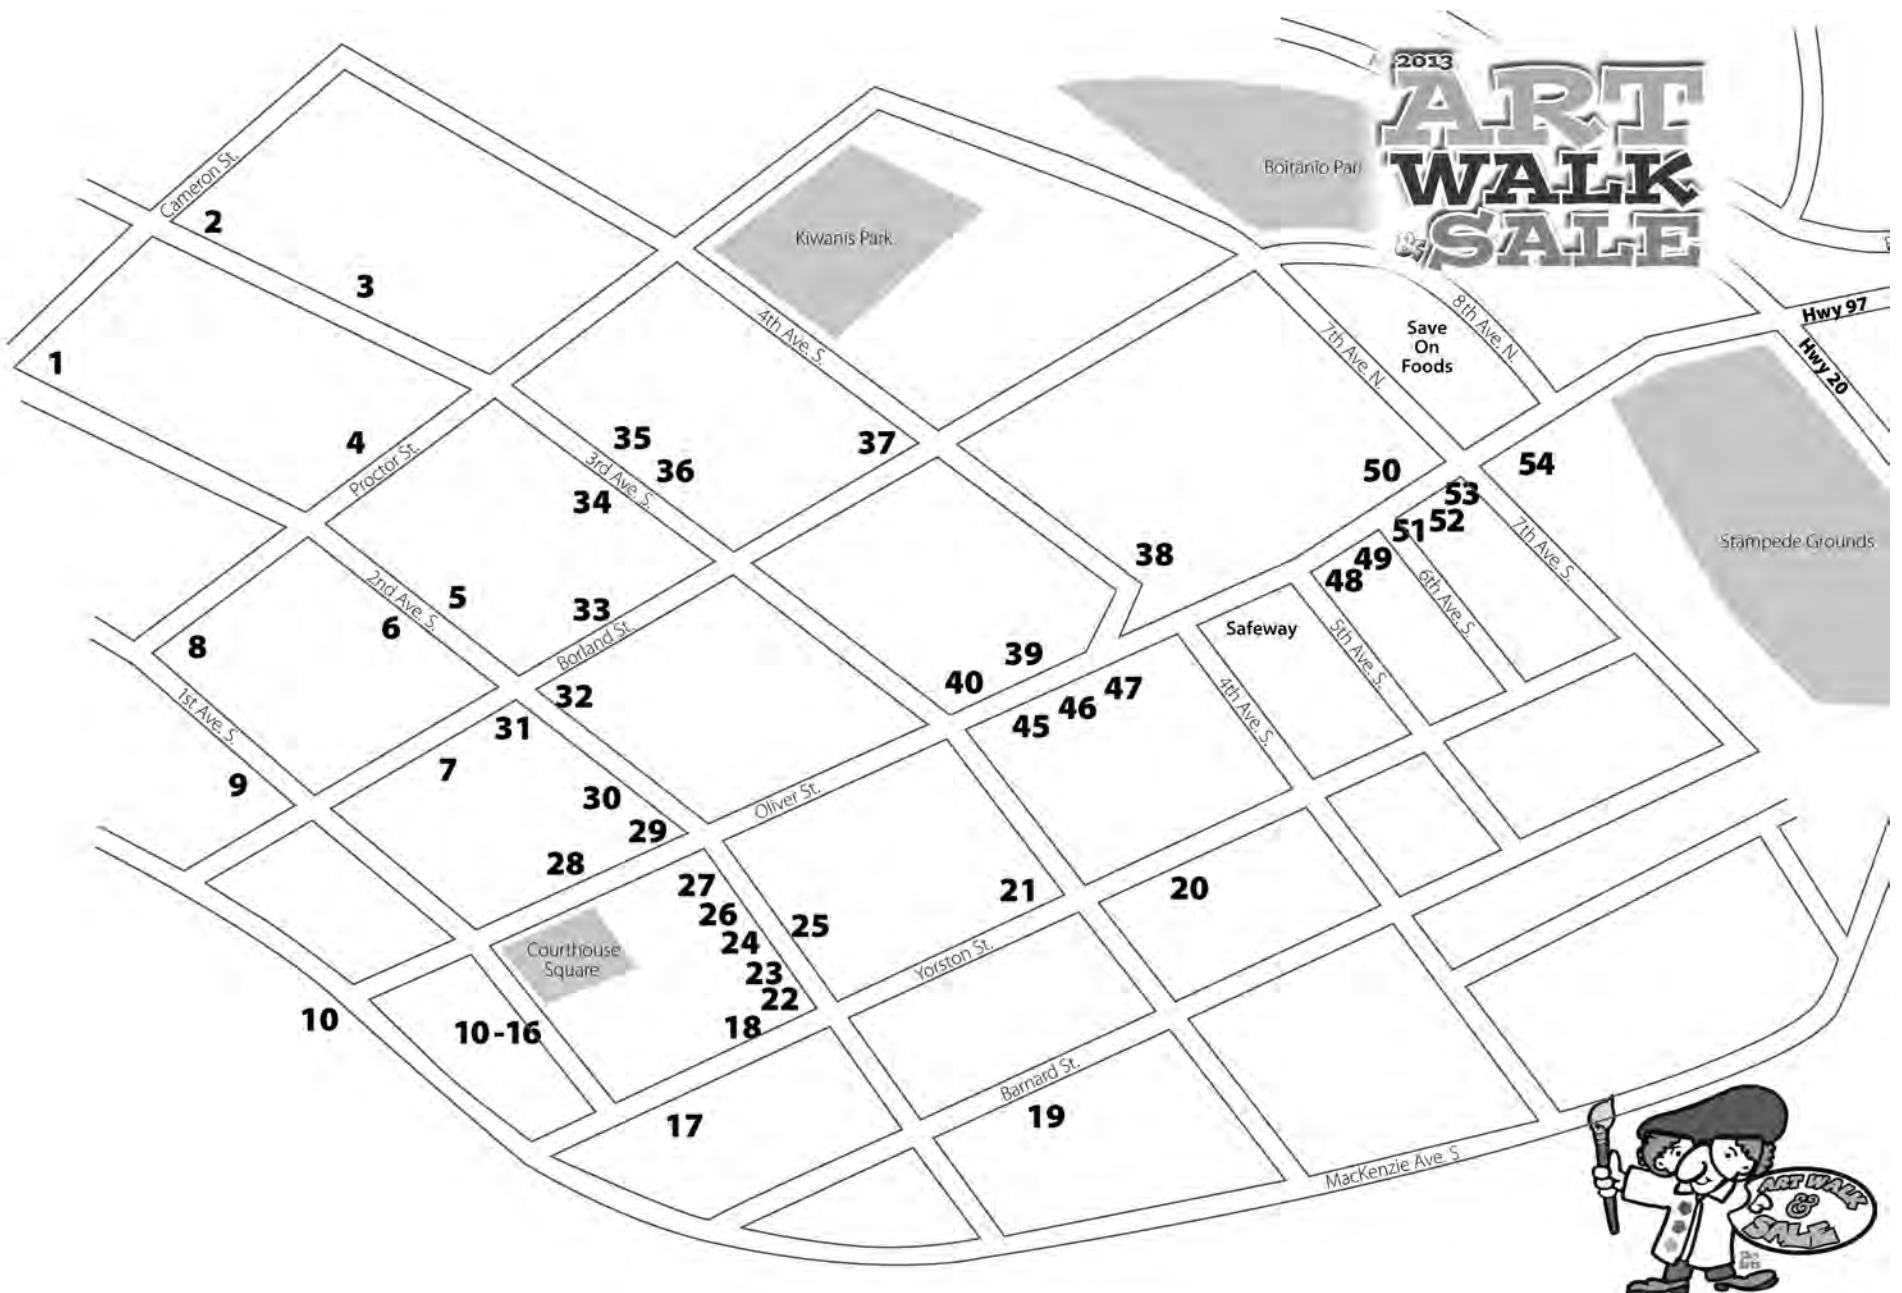 2013
ART
WALK
& SALE
Boitanio Par
Kiwanis Park
Cameron St.
2
3
1
4
Proctor St.
4th Ave. S.
7th Ave. N.
8th Ave. N.
Save
On
Foods
Hwy 97
Hwy 20
35
36
37
3rd Ave. S.
34
50
54
53
52
51
49
48
Stampede Grounds
7th Ave. S.
6th Ave. S.
5th Ave. S.
38
2nd Ave. S.
5
6
33
Borland St.
8
32
31
Safeway
39
40
47
46
45
4th Ave. S.
1st Ave. S.
9
7
30
29
28
Oliver St.
27
26
24
25
23
22
18
21
20
Courthouse
Square
Yorston St.
10
10-16
17
Barnard St.
19
MacKenzie Ave. S
ART WALK
&
SALE